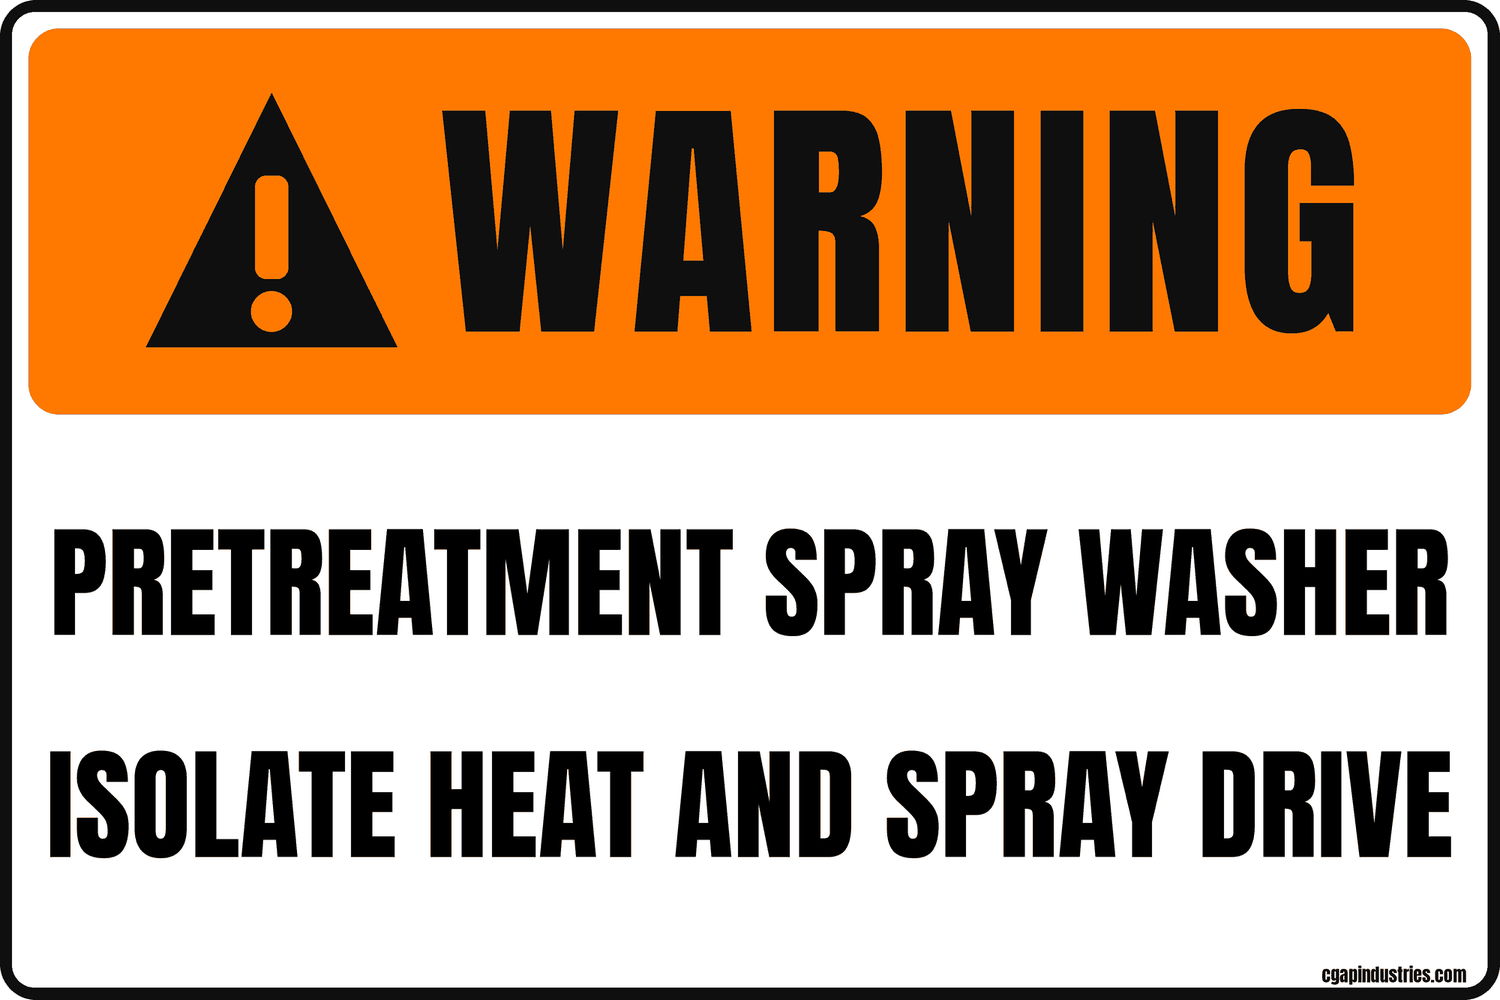 WARNING
PRETREATMENT SPRAY WASHER
ISOLATE HEAT AND SPRAY DRIVE
cgapindustries.com